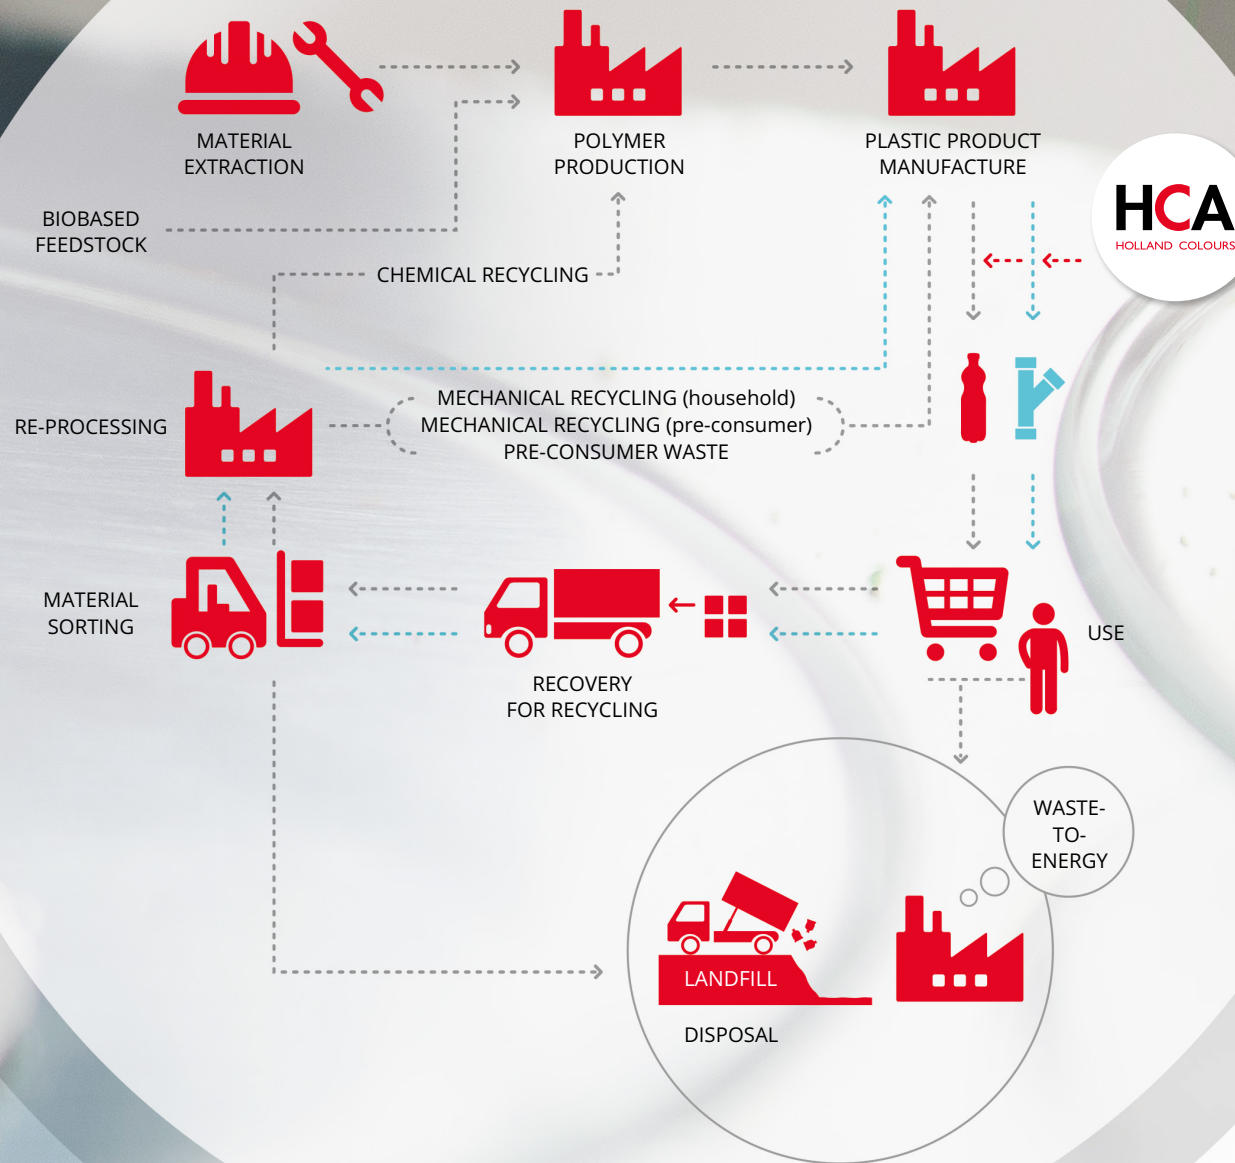 MATERIAL
EXTRACTION
POLYMER
PRODUCTION
PLASTIC PRODUCT
MANUFACTURE
HCA
HOLLAND COLOURS
BIOBASED
FEEDSTOCK
CHEMICAL RECYCLING
RE-PROCESSING
MECHANICAL RECYCLING (household)
MECHANICAL RECYCLING (pre-consumer)
PRE-CONSUMER WASTE
MATERIAL
SORTING
RECOVERY
FOR RECYCLING
USE
WASTE-
TO-
ENERGY
LANDFILL
DISPOSAL